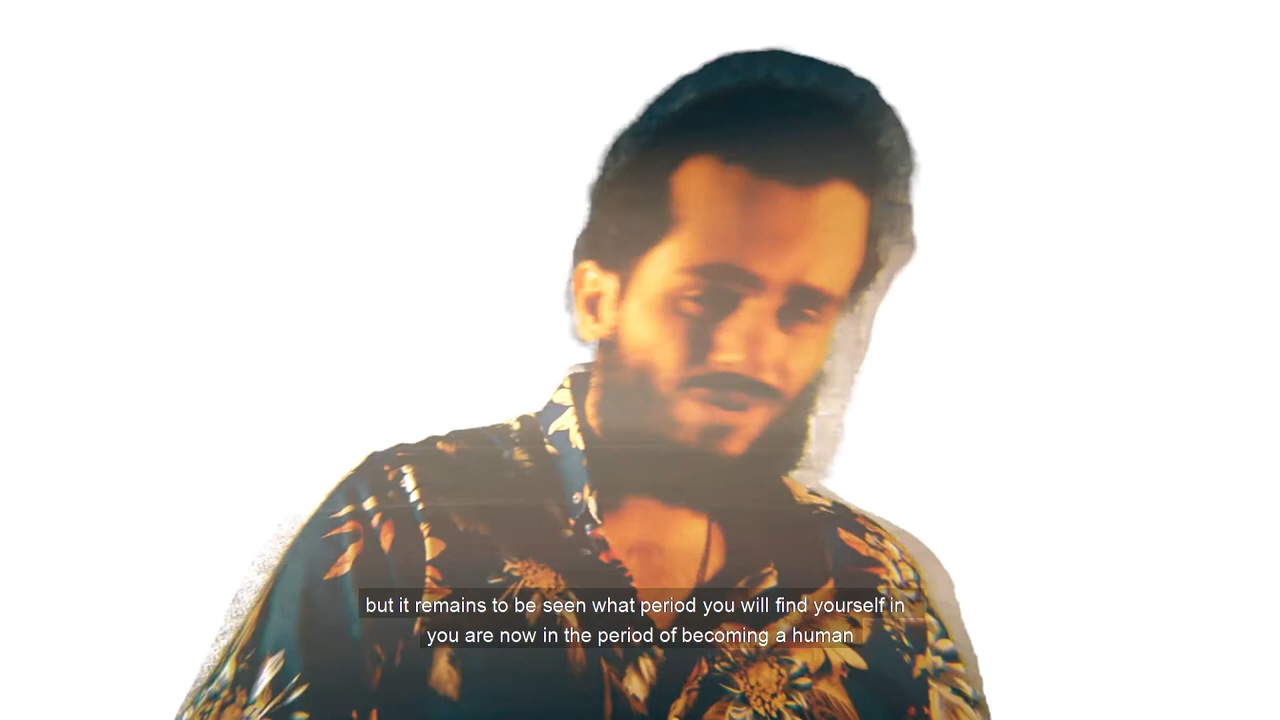 but it remains to be seen what period you will find yourself in
you are now in the period of becoming a human